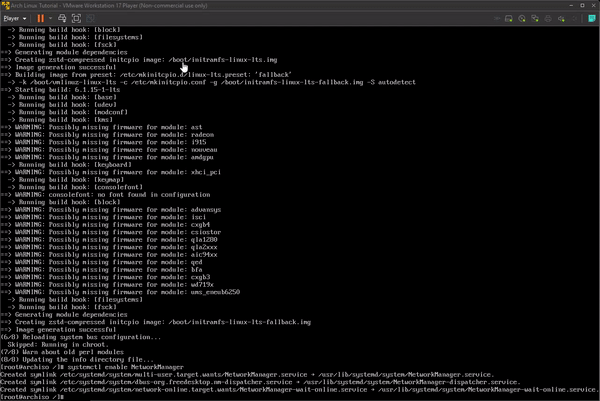 Arch Linux Tutorial - VMware Workstation 17 Player (Non-commercial use only)
Player
-> Running build hook: [block]
-> Running build hook: [filesystems]
-> Running build hook: [fsck]
==> Generating module dependencies
==> Creating zstd-compressed initcpio image: /boot/initramfs-linux-lts.img
==> Image generation successful
==> Building image from preset: /etc/mkinitcpio.d/linux-lts.preset: 'fallback'
-> -k /boot/vmlinuz-linux-lts -c /etc/mkinitcpio.conf -g /boot/initramfs-linux-lts-fallback.img -S autodetect
==> Starting build: 6.1.15-1-lts
-> Running build hook: [base]
-> Running build hook: [udev]
-> Running build hook: [modconf]
-> Running build hook: [kms]
==> WARNING: Possibly missing firmware for module: ast
==> WARNING: Possibly missing firmware for module: radeon
==> WARNING: Possibly missing firmware for module: i915
==> WARNING: Possibly missing firmware for module: nouveau
==> WARNING: Possibly missing firmware for module: amdgpu
-> Running build hook: [keyboard]
==> WARNING: Possibly missing firmware for module: xhci_pci
-> Running build hook: [keymap]
-> Running build hook: [consolefont]
==> WARNING: consolefont: no font found in configuration
-> Running build hook: [block]
==> WARNING: Possibly missing firmware for module: advansys
==> WARNING: Possibly missing firmware for module: isci
==> WARNING: Possibly missing firmware for module: cxgb4
==> WARNING: Possibly missing firmware for module: csiostor
==> WARNING: Possibly missing firmware for module: qla1280
==> WARNING: Possibly missing firmware for module: qla2xxx
==> WARNING: Possibly missing firmware for module: aic94xx
==> WARNING: Possibly missing firmware for module: qed
==> WARNING: Possibly missing firmware for module: bfa
==> WARNING: Possibly missing firmware for module: cxgb3
==> WARNING: Possibly missing firmware for module: wd719x
==> WARNING: Possibly missing firmware for module: ums_eneub6250
-> Running build hook: [filesystems]
-> Running build hook: [fsck]
==> Generating module dependencies
==> Creating zstd-compressed initcpio image: /boot/initramfs-linux-lts-fallback.img
==> Image generation successful
(6/8) Reloading system bus configuration...
Skipped: Running in chroot.
(7/8) Warn about old perl modules
(8/8) Updating the info directory file...
[root@archiso /]# systemctl enable NetworkManager
Created symlink /etc/systemd/system/multi-user.target.wants/NetworkManager.service → /usr/lib/systemd/system/NetworkManager.service.
Created symlink /etc/systemd/system/dbus-org.freedesktop.nm-dispatcher.service → /usr/lib/systemd/system/NetworkManager-dispatcher.service.
Created symlink /etc/systemd/system/network-online.target.wants/NetworkManager-wait-online.service → /usr/lib/systemd/system/NetworkManager-wait-online.service.
[root@archiso /]#